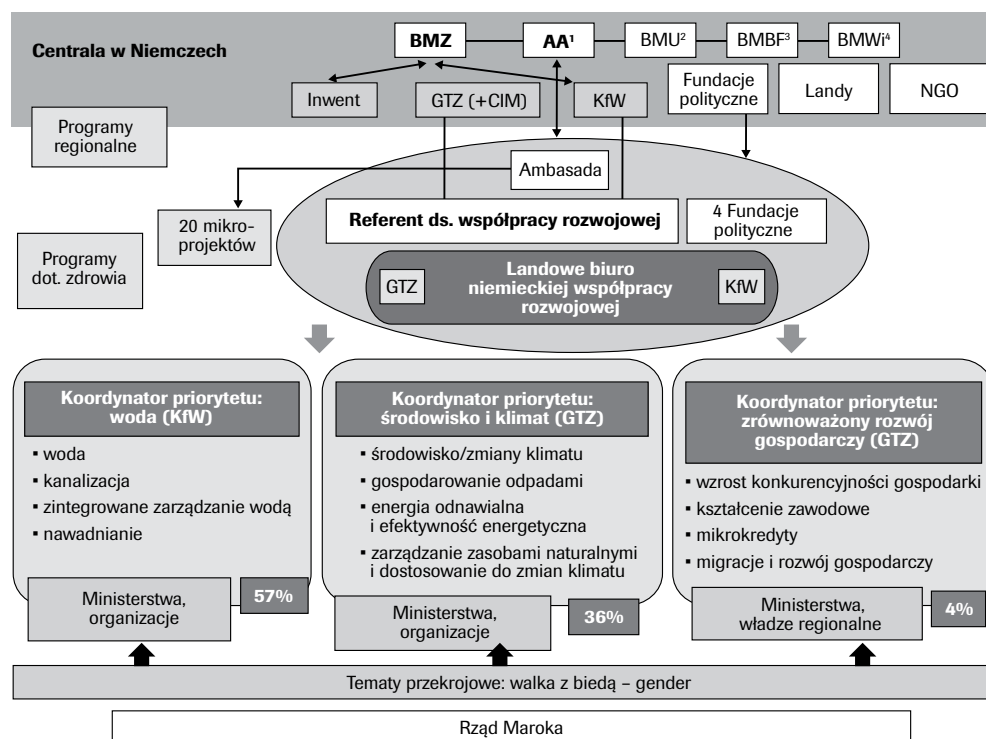 Centrala w Niemczech
BMZ
AA¹
BMU²
BMBF³
BMWi⁴
Inwent
GTZ (+CIM)
KfW
Fundacje
polityczne
Landy
NGO
Programy
regionalne
Ambasada
20 mikro-
projektów
Referent ds. współpracy rozwojowej
4 Fundacje
polityczne
Programy
dot. zdrowia
GTZ
Landowe biuro
niemieckiej współpracy
rozwojowej
KfW
Koordynator priorytetu:
woda (KfW)
▪ woda
▪ kanalizacja
▪ zintegrowane zarządzanie wodą
▪ nawadnianie
Ministerstwa,
organizacje
57%
Koordynator priorytetu:
środowisko i klimat (GTZ)
▪ środowisko/zmiany klimatu
▪ gospodarowanie odpadami
▪ energia odnawialna
i efektywność energetyczna
▪ zarządzanie zasobami naturalnymi
i dostosowanie do zmian klimatu
Ministerstwa,
organizacje
36%
Koordynator priorytetu:
zrównoważony rozwój
gospodarczy (GTZ)
▪ wzrost konkurencyjności gospodarki
▪ kształcenie zawodowe
▪ mikrokredyty
▪ migracje i rozwój gospodarczy
Ministerstwa,
władze regionalne
4%
Tematy przekrojowe: walka z biedą – gender
Rząd Maroka